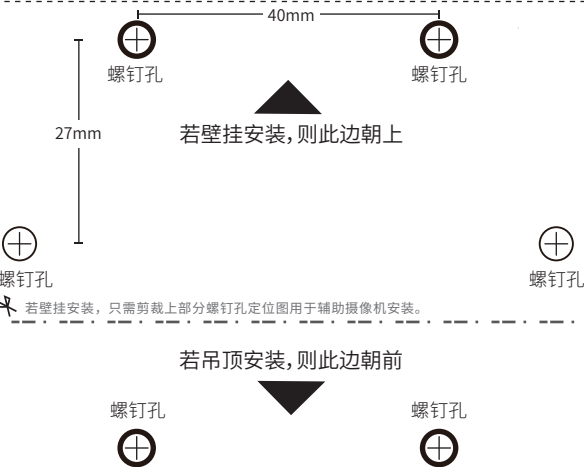 40mm
螺钉孔 螺钉孔
27mm
若壁挂安装，则此边朝上
螺钉孔 螺钉孔
若壁挂安装，只需剪裁上部分螺钉孔定位图用于辅助摄像机安装。
若吊顶安装，则此边朝前
螺钉孔 螺钉孔